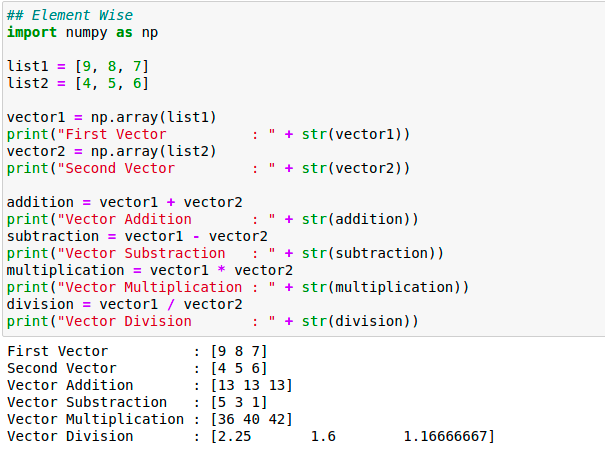 ## Element Wise
import numpy as np

list1 = [9, 8, 7]
list2 = [4, 5, 6]

vector1 = np.array(list1)
print("First Vector          : " + str(vector1))
vector2 = np.array(list2)
print("Second Vector         : " + str(vector2))

addition = vector1 + vector2
print("Vector Addition       : " + str(addition))
subtraction = vector1 - vector2
print("Vector Substraction   : " + str(subtraction))
multiplication = vector1 * vector2
print("Vector Multiplication : " + str(multiplication))
division = vector1 / vector2
print("Vector Division       : " + str(division))

First Vector          : [9 8 7]
Second Vector         : [4 5 6]
Vector Addition       : [13 13 13]
Vector Substraction   : [5 3 1]
Vector Multiplication : [36 40 42]
Vector Division       : [2.25       1.6        1.16666667]